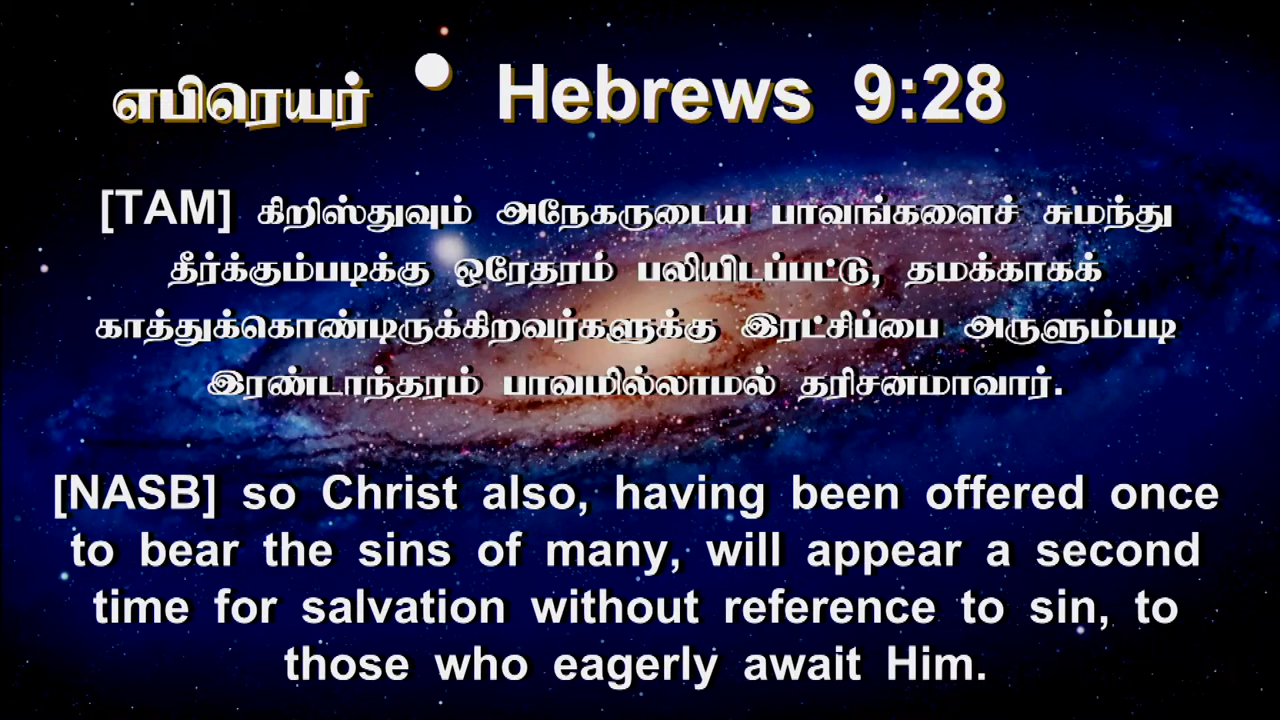 எபிரெயர் • Hebrews 9:28
[TAM] கிறிஸ்துவும் அநேகருடைய பாவங்களைச் சுமந்து
தீர்க்கும்படிக்கு ஒரேதரம் பலியிடப்பட்டு, தமக்காகக்
காத்துக்கொண்டிருக்கிறவர்களுக்கு இரட்சிப்பை அருளும்படி
இரண்டாந்தரம் பாவமில்லாமல் தரிசனமாவார்.
[NASB] so Christ also, having been offered once
to bear the sins of many, will appear a second
time for salvation without reference to sin, to
those who eagerly await Him.